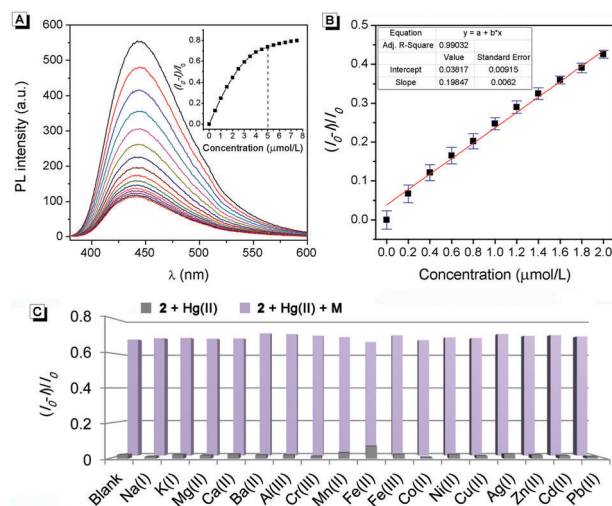 A
PL intensity (a.u.)
600
500
400
300
200
100
0
400
450
500
550
600
λ (nm)
(I0-I)/I0
0.8
0.6
0.4
0.2
0.0
0 1 2 3 4 5 6 7 8
Concentration (μmol/L)
B
Equation y = a + b*x
Adj. R-Square 0.99032
Value Standard Error
Intercept 0.03817 0.00915
Slope 0.19847 0.0062
(I0-I)/I0
0.5
0.4
0.3
0.2
0.1
0.0
0.0 0.2 0.4 0.6 0.8 1.0 1.2 1.4 1.6 1.8 2.0
Concentration (μmol/L)
C
2 + Hg(II) 2 + Hg(II) + M
(I0-I)/I0
0.8
0.6
0.4
0.2
0
Blank
Na(I)
K(I)
Mg(II)
Ca(II)
Ba(II)
Al(III)
Cr(III)
Mn(II)
Fe(II)
Fe(III)
Co(II)
Ni(II)
Cu(II)
Ag(I)
Zn(II)
Cd(II)
Pb(II)